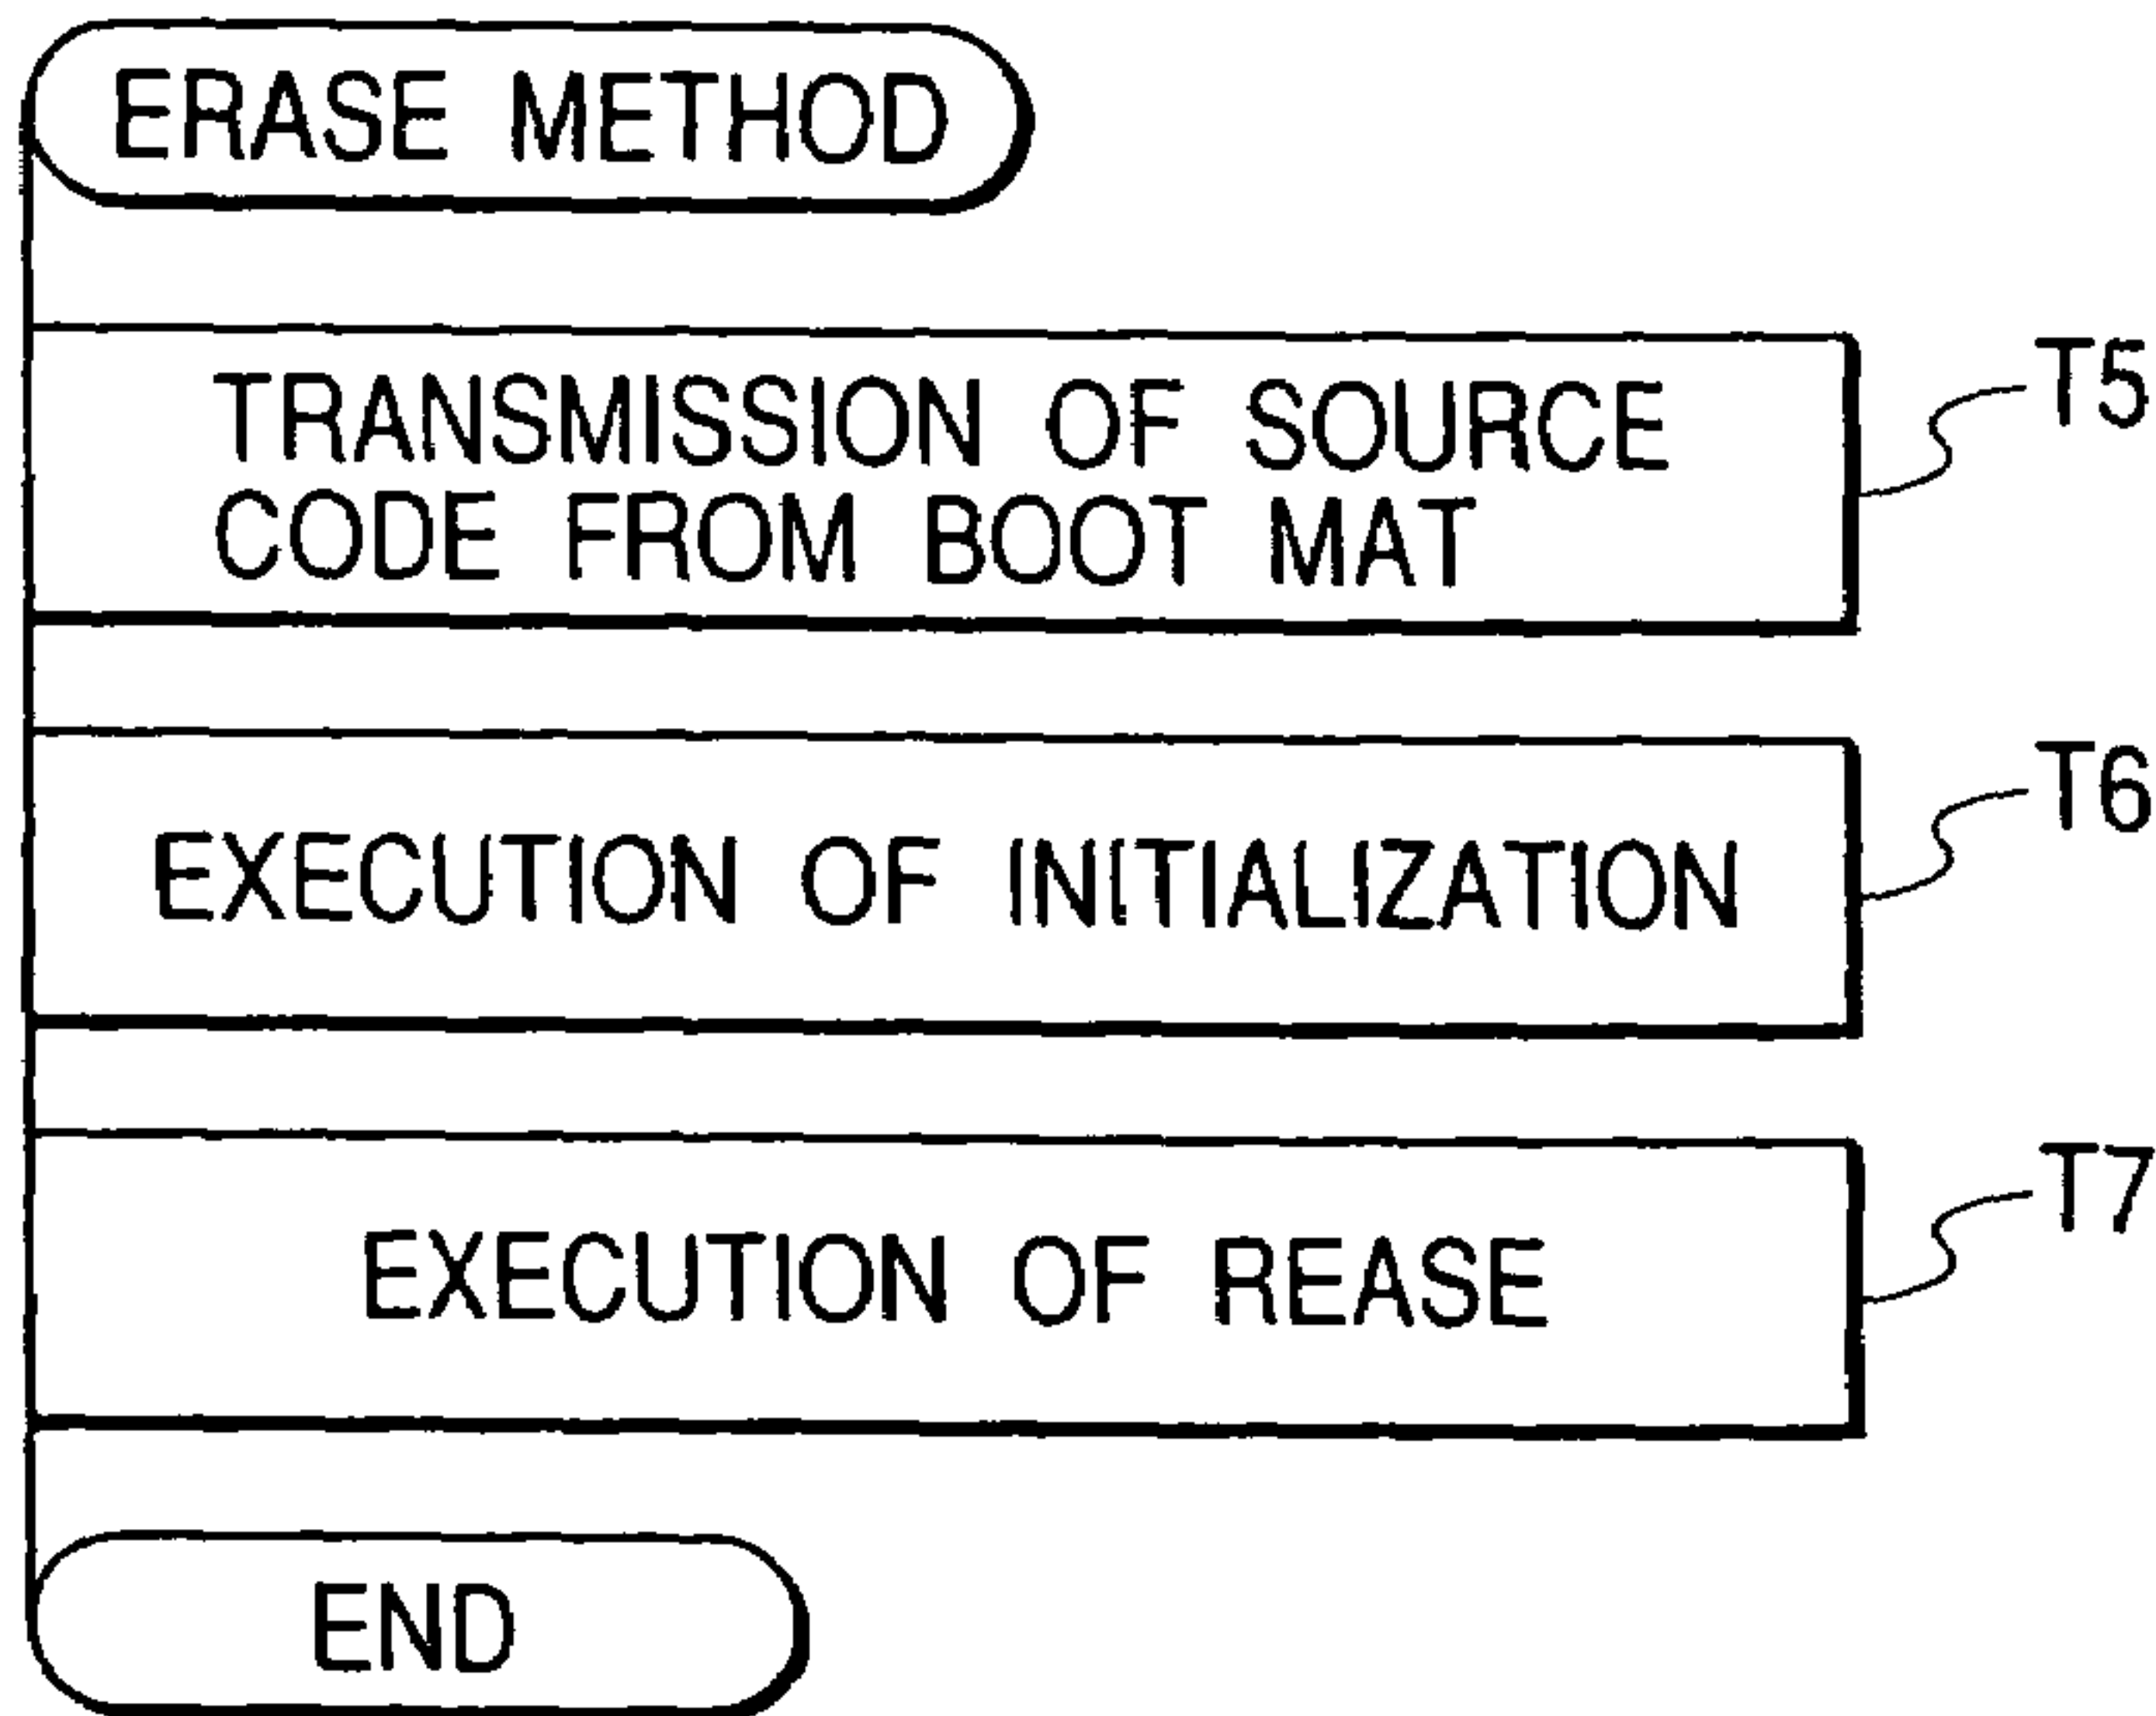 ERASE METHOD
TRANSMISSION OF SOURCE
CODE FROM BOOT MAT
T5
EXECUTION OF INITIALIZATION
T6
EXECUTION OF REASE
T7
END